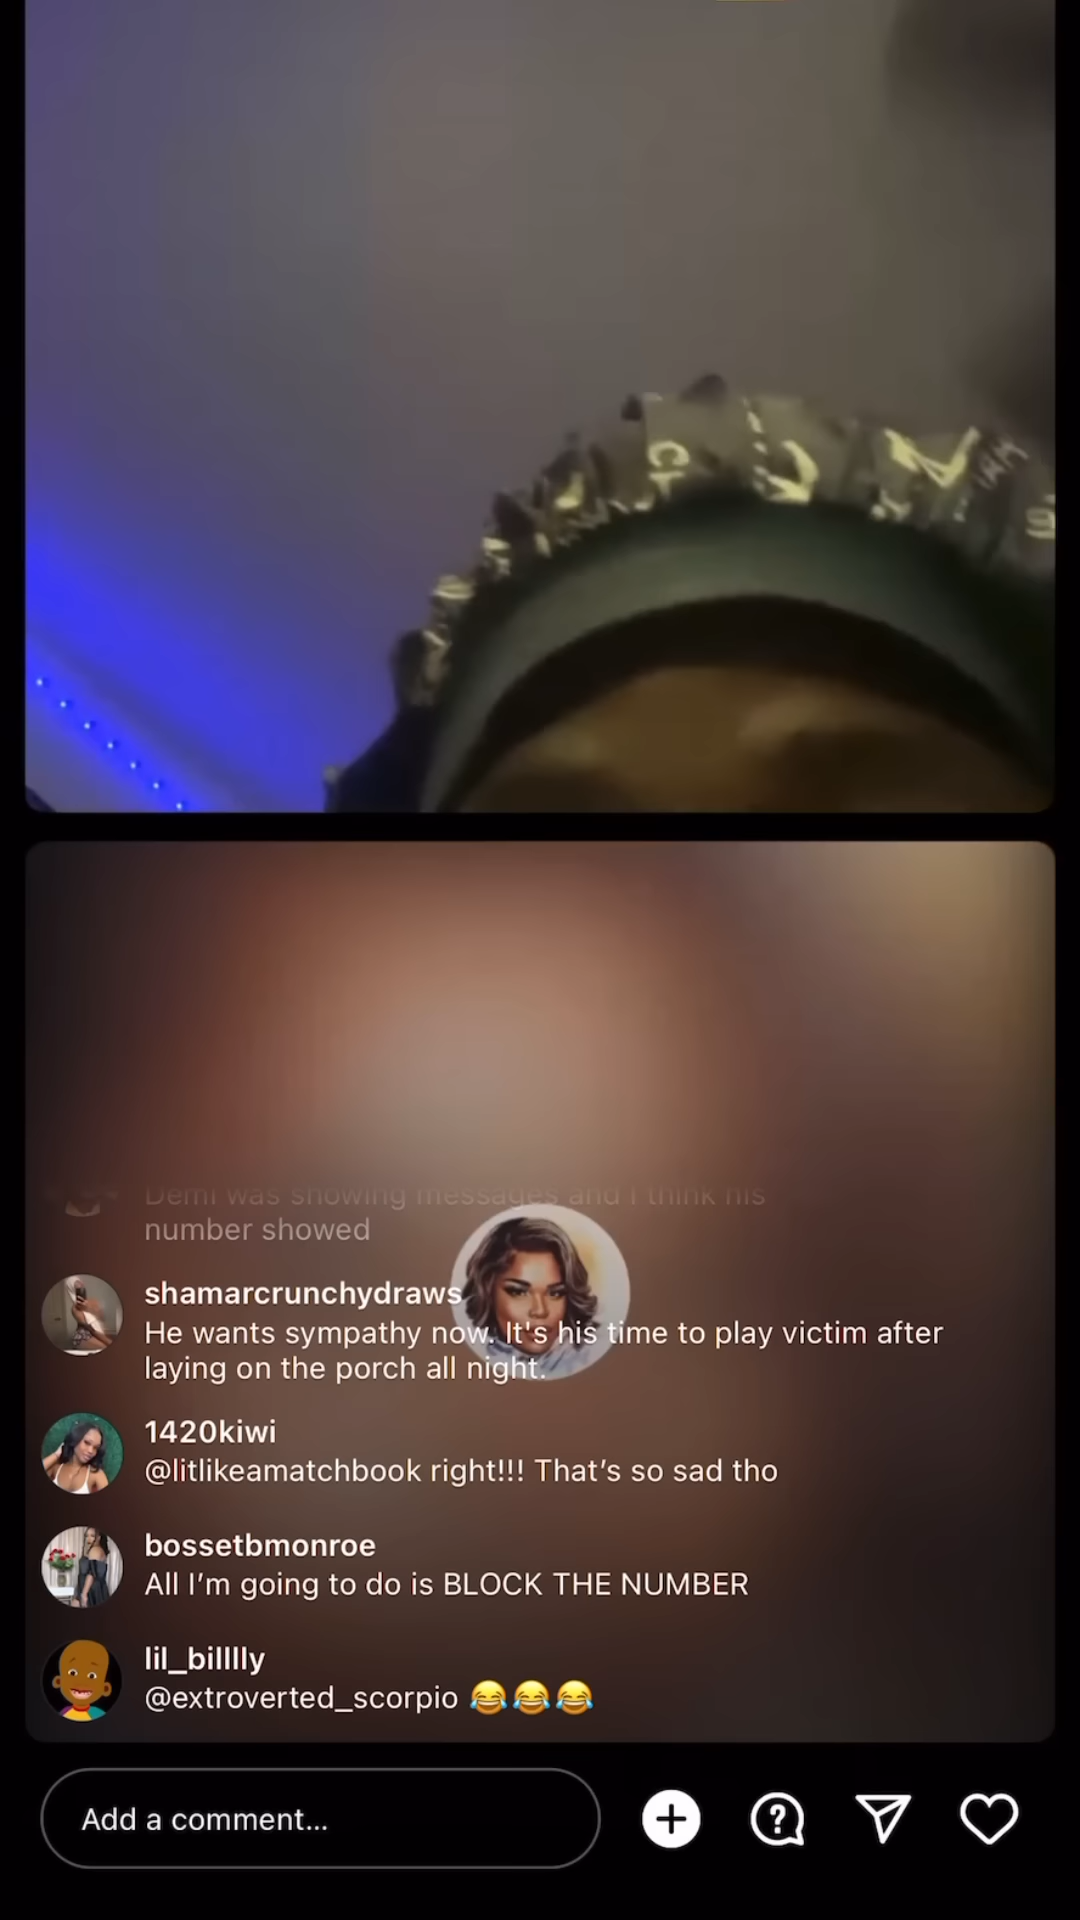 Demi was showing messages and I think his
number showed
shamarcrunchydraws
He wants sympathy now. It's his time to play victim after
laying on the porch all night.
1420kiwi
@litlikeamatchbook right!!! That’s so sad tho
bossetbmonroe
All I’m going to do is BLOCK THE NUMBER
lil_billlly
@extroverted_scorpio 😂😂😂
Add a comment...